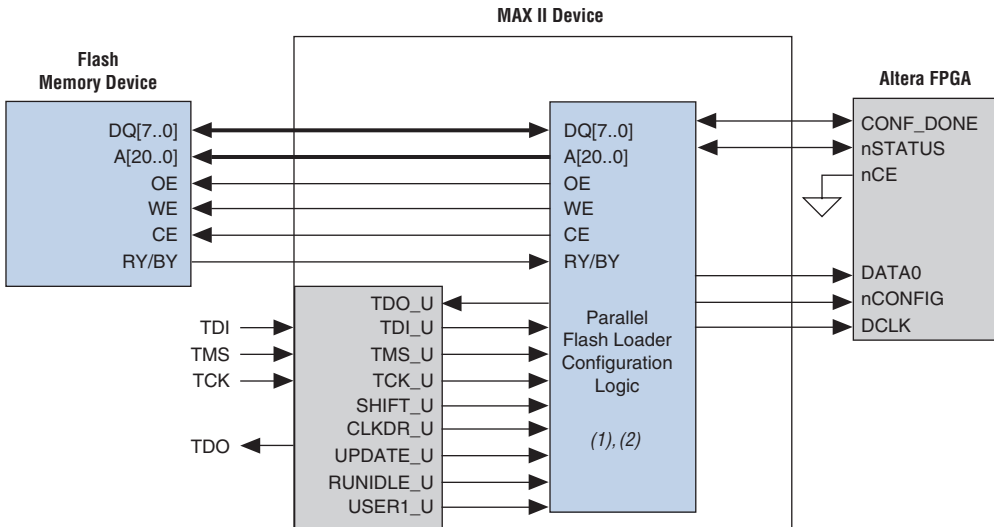 MAX II Device
Flash
Memory Device
Altera FPGA
DQ[7..0]
A[20..0]
OE
WE
CE
RY/BY
DQ[7..0]
A[20..0]
OE
WE
CE
RY/BY
Parallel
Flash Loader
Configuration
Logic
(1), (2)
CONF_DONE
nSTATUS
nCE
DATA0
nCONFIG
DCLK
TDI
TMS
TCK
TDO
TDO_U
TDI_U
TMS_U
TCK_U
SHIFT_U
CLKDR_U
UPDATE_U
RUNIDLE_U
USER1_U